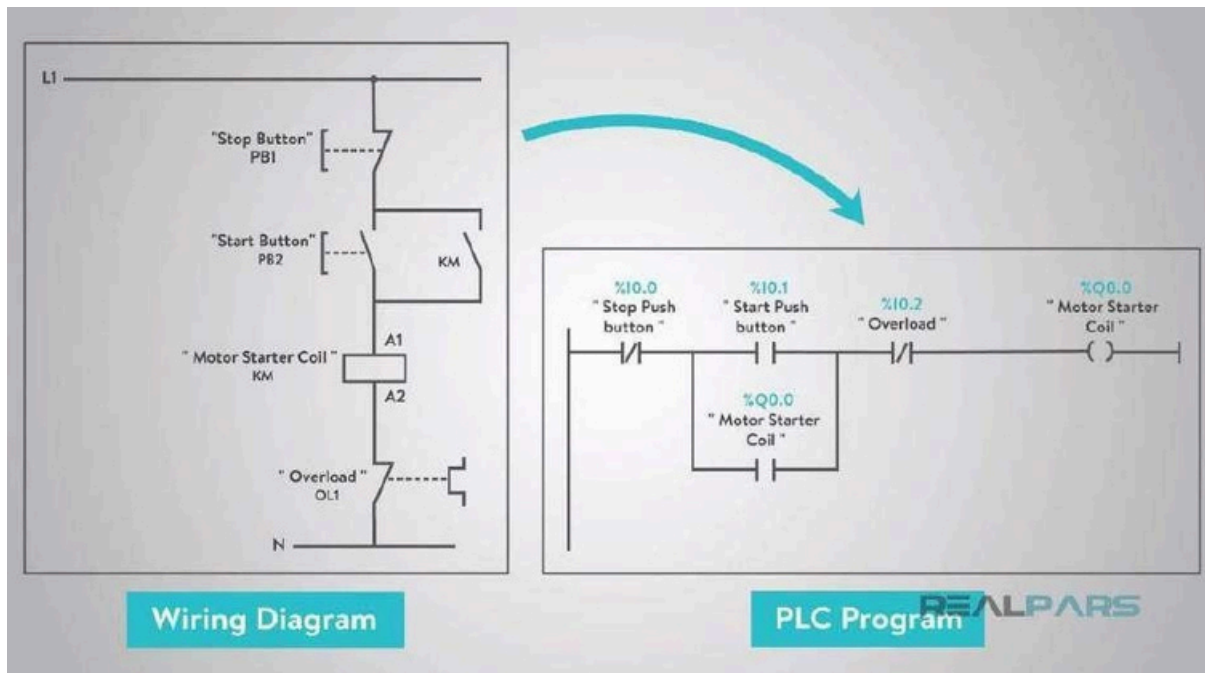 L1
"Stop Button"
PB1
"Start Button"
PB2
KM
A1
" Motor Starter Coil "
KM
A2
" Overload "
OL1
N
Wiring Diagram
%I0.0
" Stop Push
button "
%I0.1
" Start Push
button "
%I0.2
" Overload "
%Q0.0
" Motor Starter
Coil "
%Q0.0
" Motor Starter
Coil "
PLC Program
REALPARS